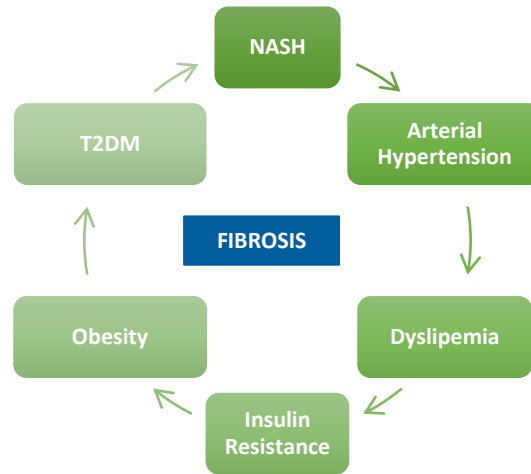 NASH
Arterial
Hypertension
T2DM
FIBROSIS
Obesity
Dyslipemia
Insulin
Resistance